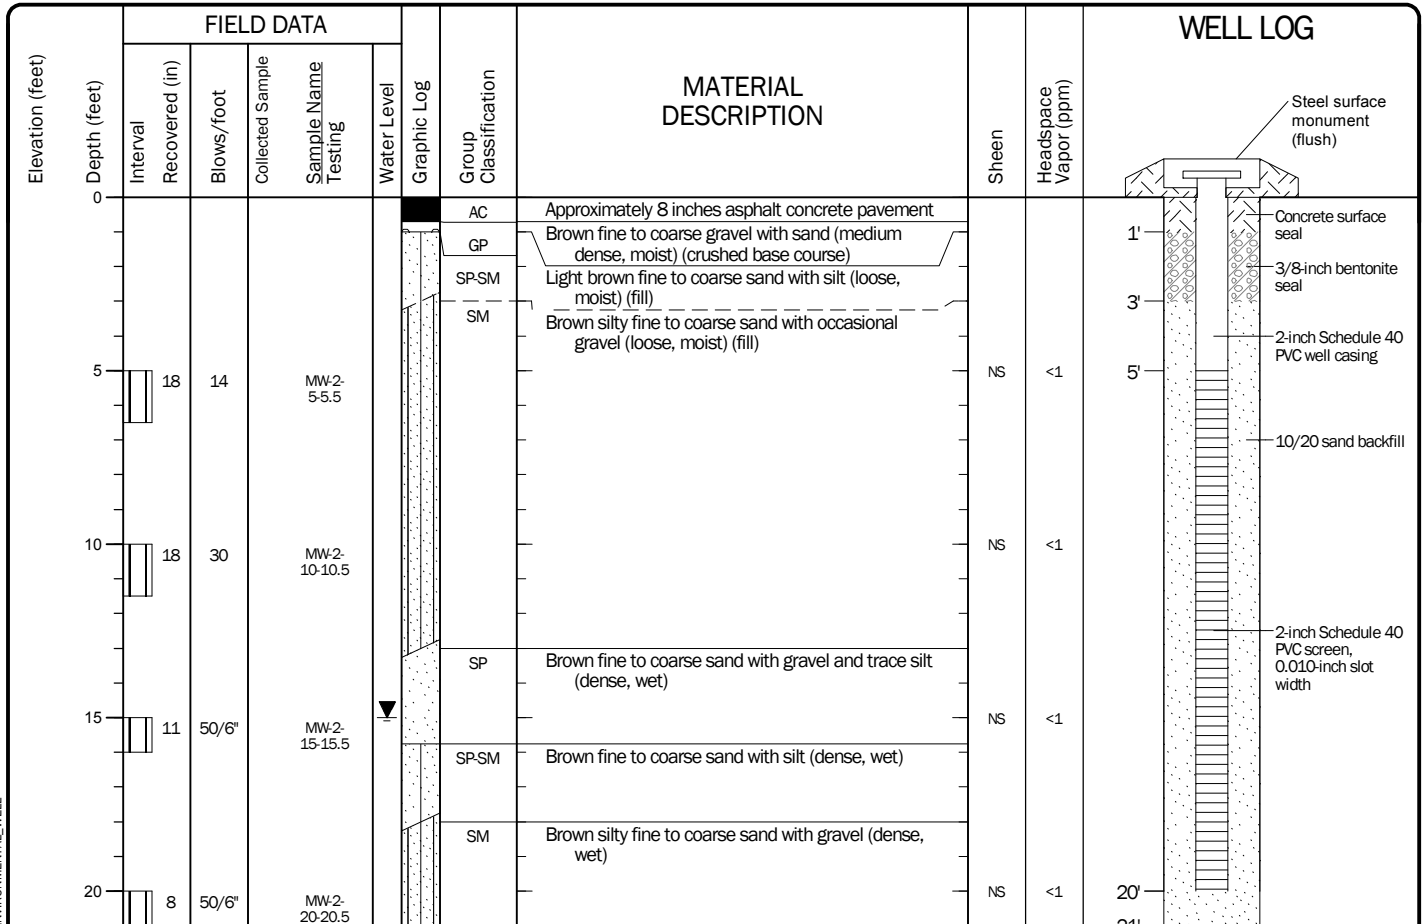 FIELD DATA
WELL LOG
Elevation (feet)
Depth (feet)
Interval
Recovered (in)
Blows/foot
Collected Sample
Sample Name
Testing
Water Level
Graphic Log
Group
Classification
MATERIAL
DESCRIPTION
Sheen
Headspace
Vapor (ppm)
Steel surface
monument
(flush)
0
AC
Approximately 8 inches asphalt concrete pavement
Concrete surface
seal
GP
Brown fine to coarse gravel with sand (medium
dense, moist) (crushed base course)
1'
SP-SM
Light brown fine to coarse sand with silt (loose,
moist) (fill)
3/8-inch bentonite
seal
3'
SM
Brown silty fine to coarse sand with occasional
gravel (loose, moist) (fill)
2-inch Schedule 40
PVC well casing
5
18
14
MW-2-
5-5.5
NS
<1
5'
10/20 sand backfill
10
18
30
MW-2-
10-10.5
NS
<1
2-inch Schedule 40
PVC screen,
0.010-inch slot
width
SP
Brown fine to coarse sand with gravel and trace silt
(dense, wet)
15
11
50/6"
MW-2-
15-15.5
NS
<1
SP-SM
Brown fine to coarse sand with silt (dense, wet)
SM
Brown silty fine to coarse sand with gravel (dense,
wet)
20
8
50/6"
MW-2-
20-20.5
NS
<1
20'
21'